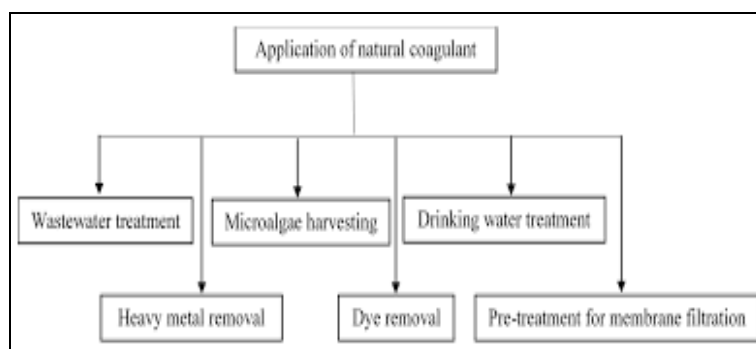 Application of natural coagulant
Wastewater treatment
Microalgae harvesting
Drinking water treatment
Heavy metal removal
Dye removal
Pre-treatment for membrane filtration